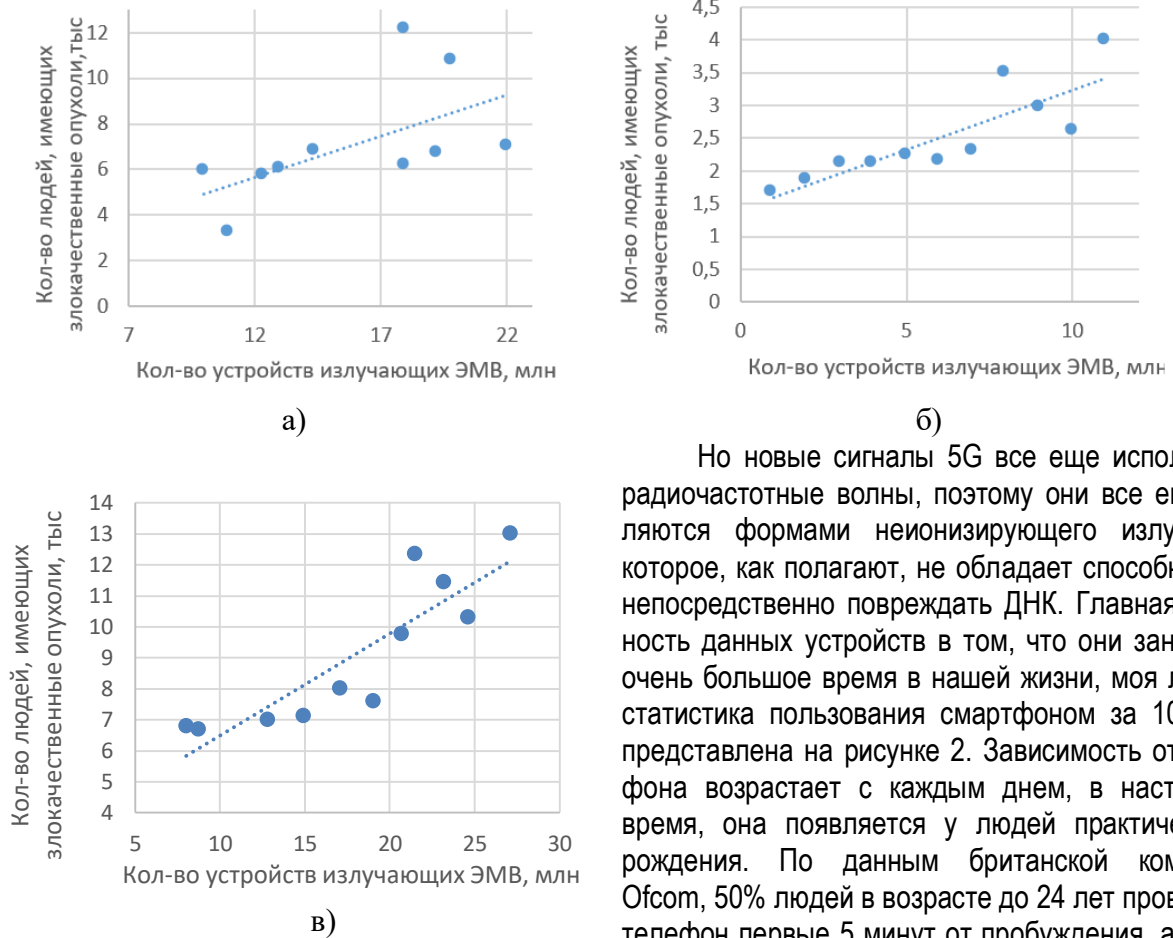 Кол-во людей, имеющих
злокачественные опухоли,тыс
12
10
8
6
4
2
0
7
12
17
22
Кол-во устройств излучающих ЭМВ, млн
а)
Кол-во людей, имеющих
злокачественные опухоли, тыс
4,5
4
3,5
3
2,5
2
1,5
1
0,5
0
0
5
10
Кол-во устройств излучающих ЭМВ, млн
б)
Кол-во людей, имеющих
злокачественные опухоли, тыс
14
13
12
11
10
9
8
7
6
5
4
5
10
15
20
25
30
Кол-во устройств излучающих ЭМВ, млн
в)
Но новые сигналы 5G все еще испол
радиочастотные волны, поэтому они все е
ляются формами неионизирующего излу
которое, как полагают, не обладает способн
непосредственно повреждать ДНК. Главная
ность данных устройств в том, что они зан
очень большое время в нашей жизни, моя л
статистика пользования смартфоном за 10
представлена на рисунке 2. Зависимость от
фона возрастает с каждым днем, в наст
время, она появляется у людей практиче
рождения. По данным британской ком
Ofcom, 50% людей в возрасте до 24 лет пров
телефон первые 5 минут от пробуждения, а